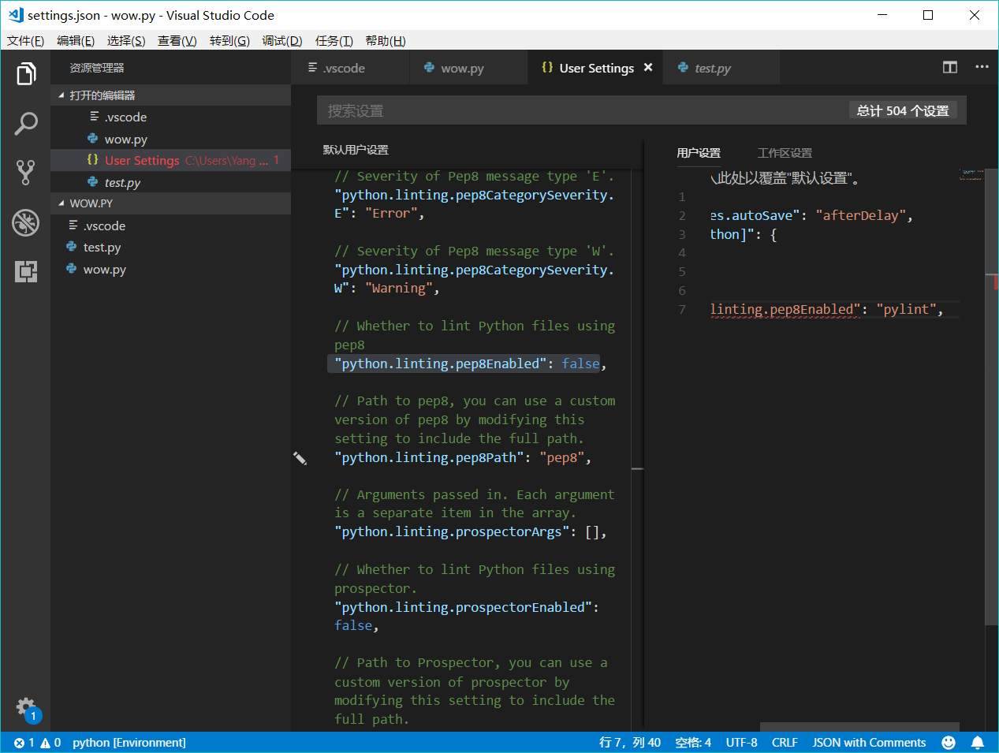 settings.json - wow.py - Visual Studio Code
文件(F) 编辑(E) 选择(S) 查看(V) 转到(G) 调试(D) 任务(T) 帮助(H)
资源管理器
打开的编辑器
.vscode
wow.py
User Settings C:\Users\Yang ... 1
test.py
WOW.PY
.vscode
test.py
wow.py
1
.vscode
wow.py
{} User Settings
test.py
搜索设置
总计 504 个设置
默认用户设置
// Severity of Pep8 message type 'E'.
"python.linting.pep8CategorySeverity.
E": "Error",
// Severity of Pep8 message type 'W'.
"python.linting.pep8CategorySeverity.
W": "Warning",
// Whether to lint Python files using
pep8
"python.linting.pep8Enabled": false,
// Path to pep8, you can use a custom
version of pep8 by modifying this
setting to include the full path.
"python.linting.pep8Path": "pep8",
// Arguments passed in. Each argument
is a separate item in the array.
"python.linting.prospectorArgs": [],
// Whether to lint Python files using
prospector.
"python.linting.prospectorEnabled":
false,
// Path to Prospector, you can use a
custom version of prospector by
modifying this setting to include the
full path.
用户设置 工作区设置
此处以覆盖"默认设置"。
1
2 es.autoSave": "afterDelay",
3 thon]": {
4
5
6
7 linting.pep8Enabled": "pylint",
1 0 python [Environment] 行 7，列 40 空格: 4 UTF-8 CRLF JSON with Comments